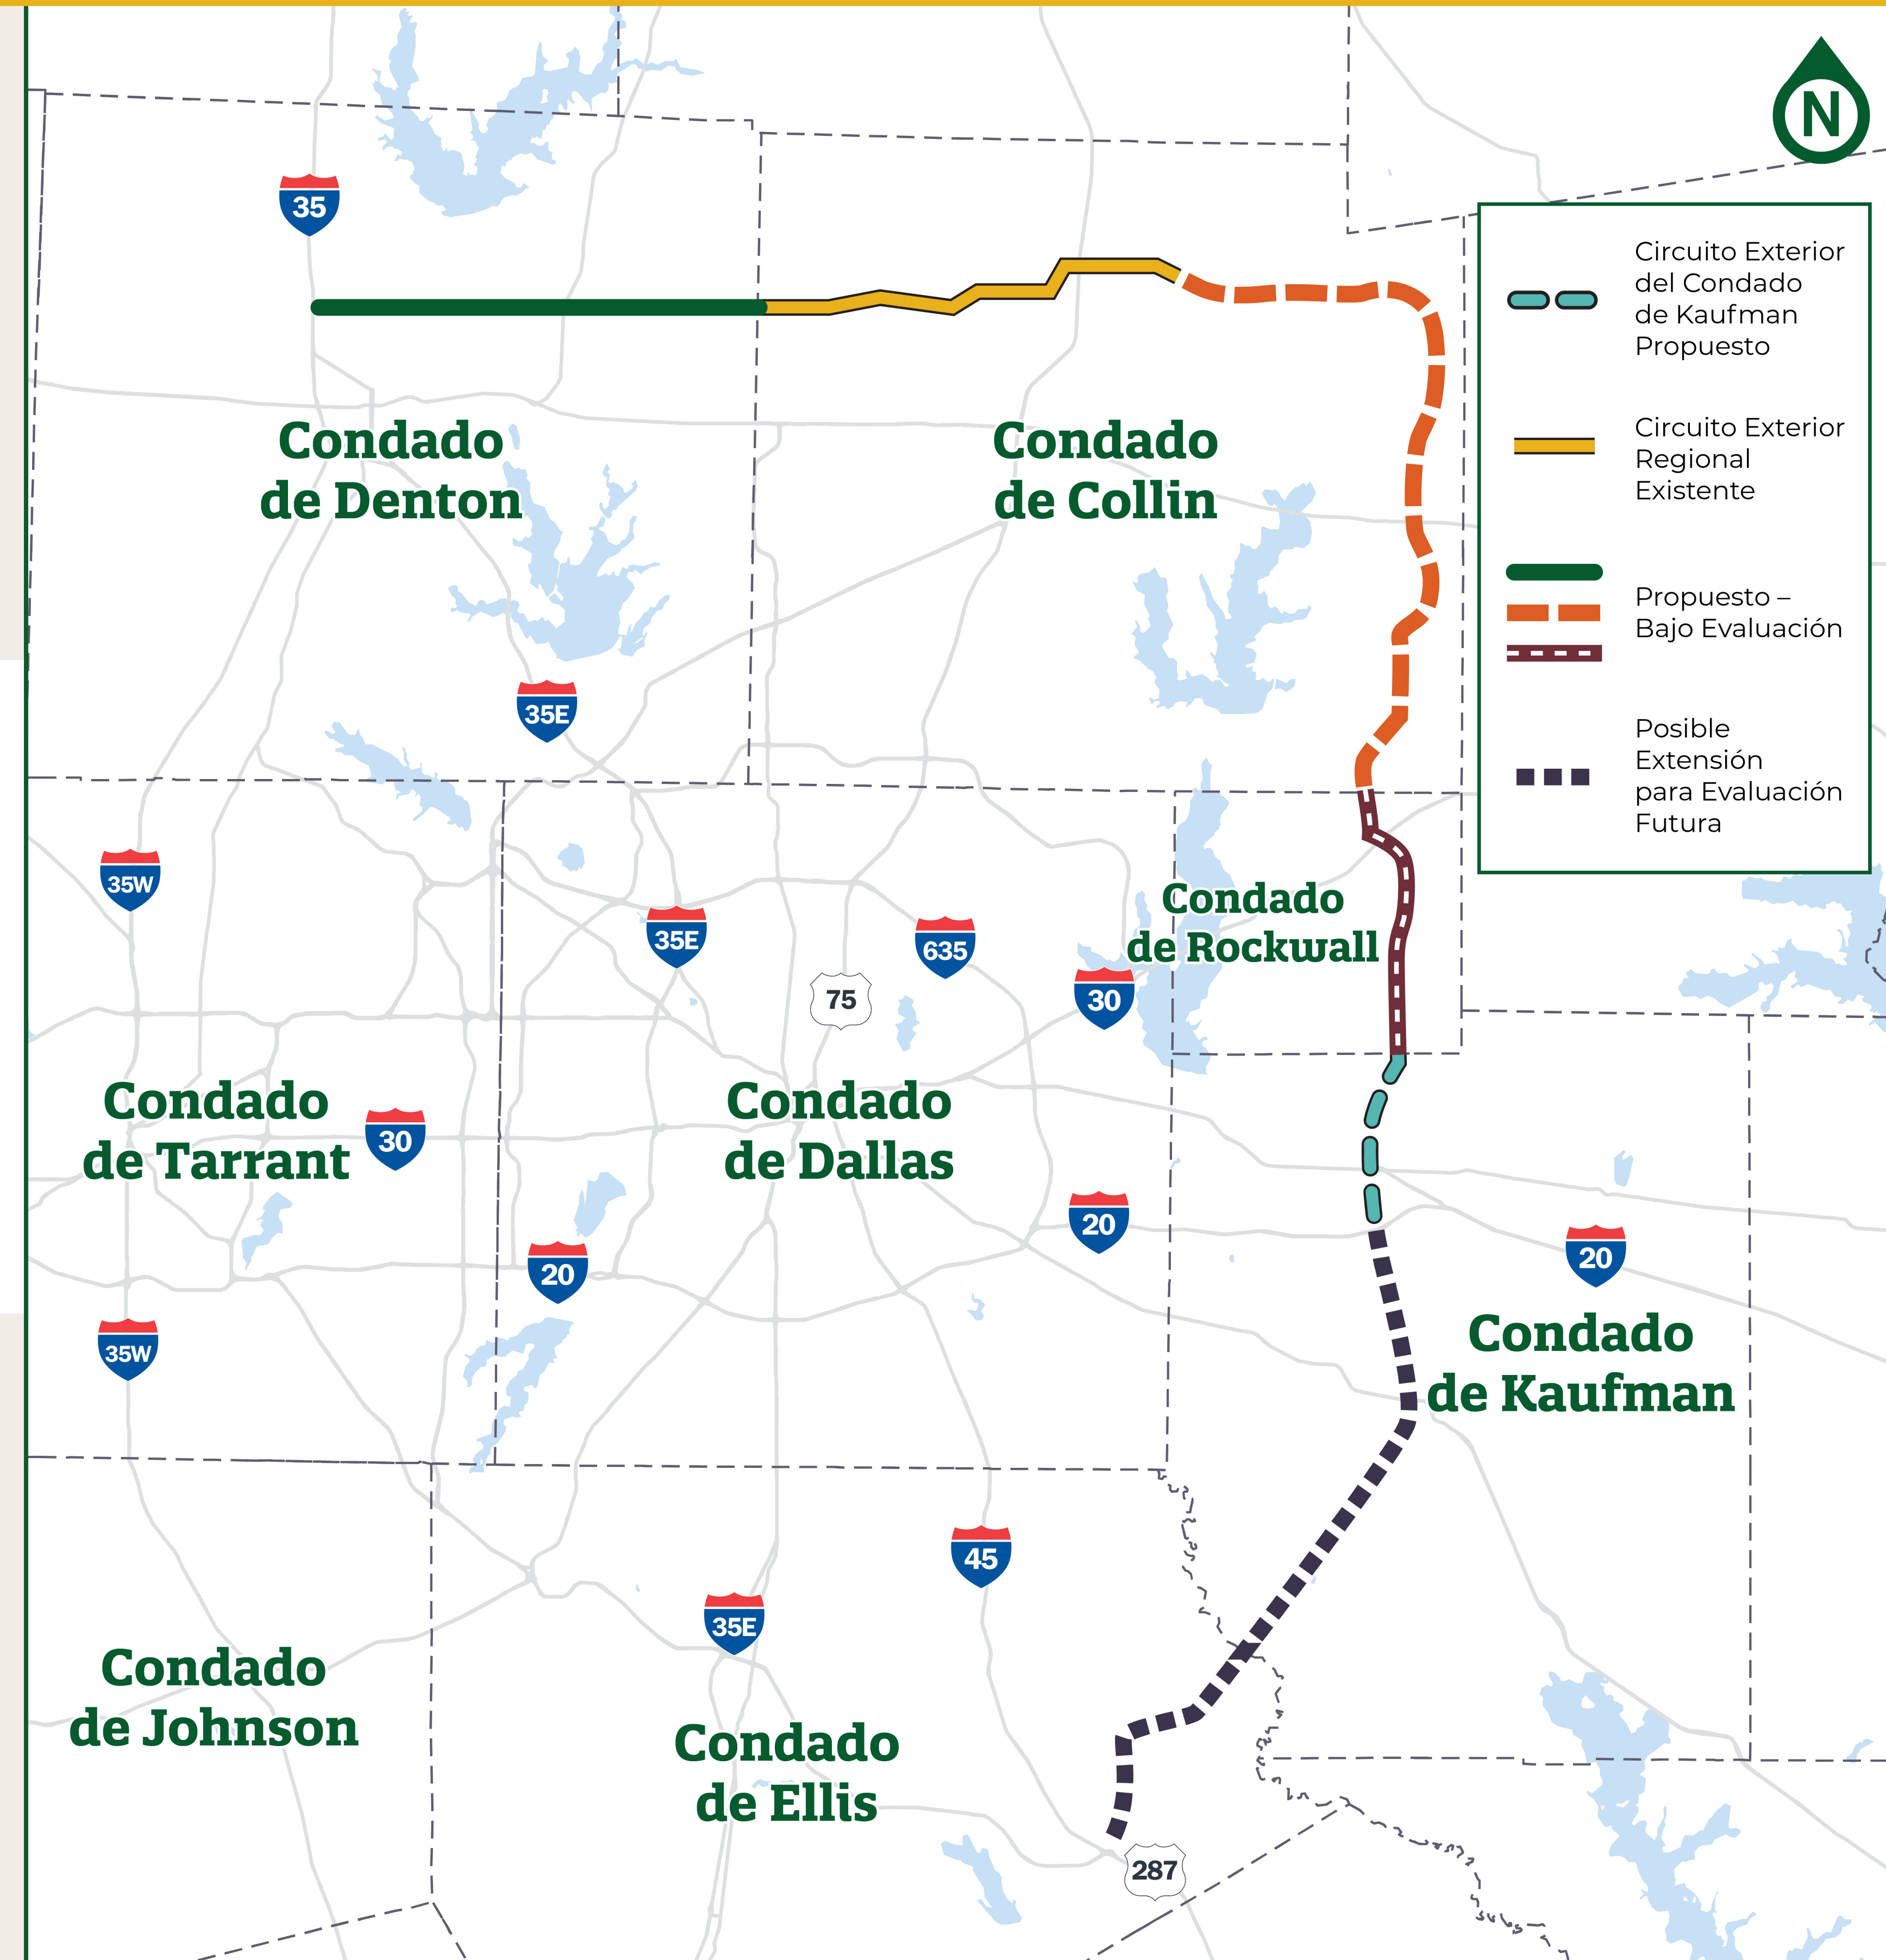 N
35
Circuito Exterior
del Condado
de Kaufman
Propuesto
Circuito Exterior
Regional
Existente
Propuesto –
Bajo Evaluación
Posible
Extensión
para Evaluación
Futura
Condado
de Denton
Condado
de Collin
35E
35W
35E
635
75
30
Condado
de Rockwall
Condado
de Tarrant
30
Condado
de Dallas
20
20
20
35W
Condado
de Kaufman
45
35E
Condado
de Johnson
Condado
de Ellis
287